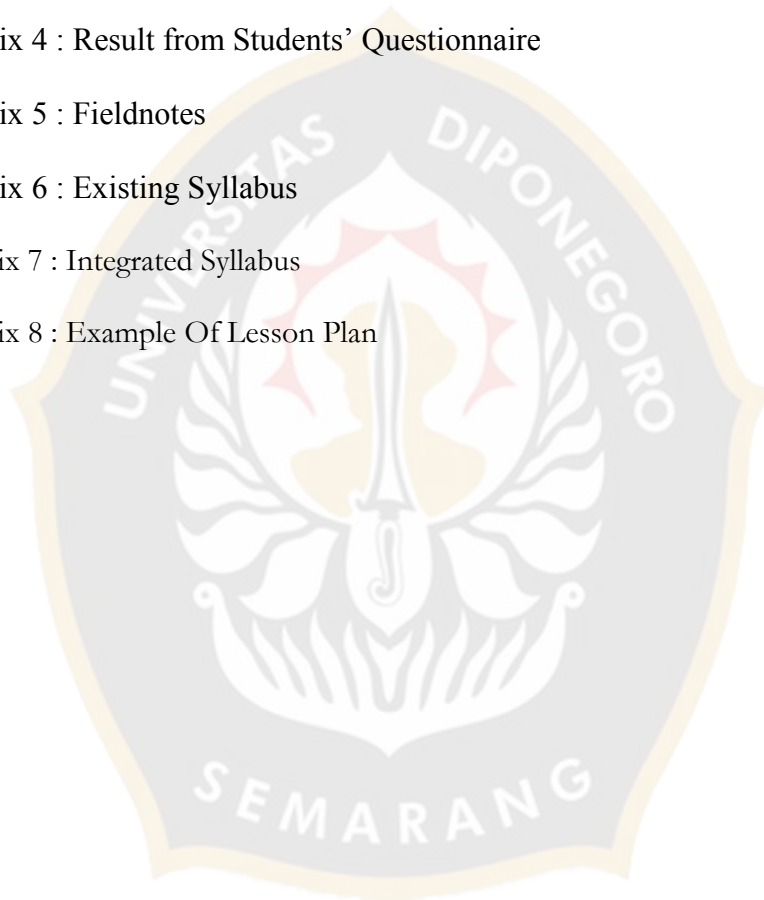 ix 4 : Result from Students’ Questionnaire
ix 5 : Fieldnotes
ix 6 : Existing Syllabus
ix 7 : Integrated Syllabus
ix 8 : Example Of Lesson Plan
UNIVERSITAS DIPONEGORO
SEMARANG